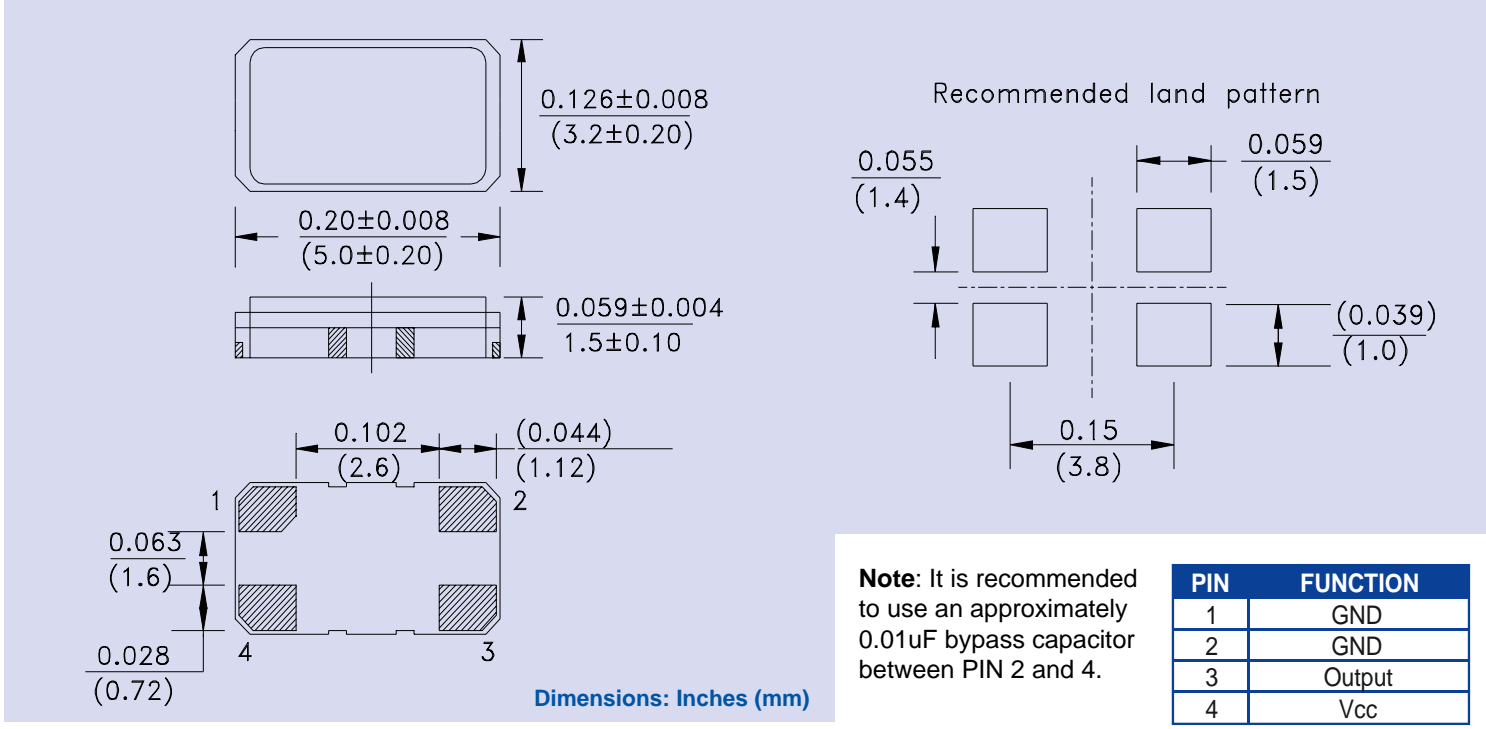 0.126±0.008
(3.2±0.20)
0.20±0.008
(5.0±0.20)
0.059±0.004
1.5±0.10
0.102
(2.6)
(0.044)
(1.12)
1
2
0.063
(1.6)
4
3
0.028
(0.72)
Dimensions: Inches (mm)
Recommended land pattern
0.055
(1.4)
0.059
(1.5)
(0.039)
(1.0)
0.15
(3.8)
Note: It is recommended
to use an approximately
0.01uF bypass capacitor
between PIN 2 and 4.
PIN FUNCTION
1 GND
2 GND
3 Output
4 Vcc